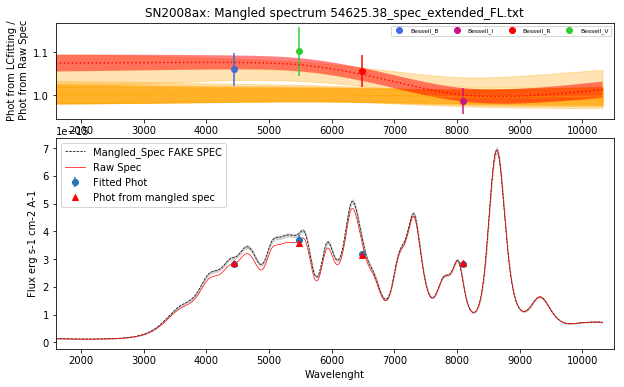 SN2008ax: Mangled spectrum 54625.38_spec_extended_FL.txt
Phot from LCfitting /
Phot from Raw Spec
1.1
1.0
Bessell_B
Bessell_I
Bessell_R
Bessell_V
2000 3000 4000 5000 6000 7000 8000 9000 10000
Flux erg s-1 cm-2 A-1
7
6
5
4
3
2
1
0
Mangled_Spec FAKE SPEC
Raw Spec
Fitted Phot
Phot from mangled spec
2000 3000 4000 5000 6000 7000 8000 9000 10000
Wavelenght